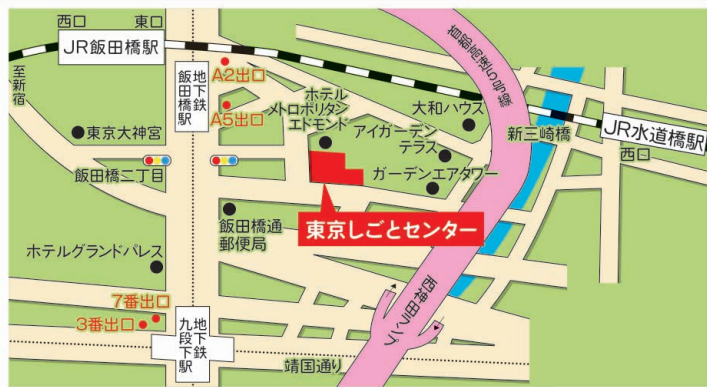 西口
東口
JR飯田橋駅
至新宿
地下鉄
飯田橋駅
A2出口
A5出口
首都高速5号線
ホテル
メトロポリタン
エドモンド
大和ハウス
アイガーデン
テラス
新三崎橋
JR水道橋駅
西口
東京大神宮
飯田橋二丁目
ガーデンエアタワー
飯田橋通
郵便局
東京しごとセンター
ホテルグランドパレス
7番出口
3番出口
地下鉄
九段下駅
西神田ランプ
靖国通り